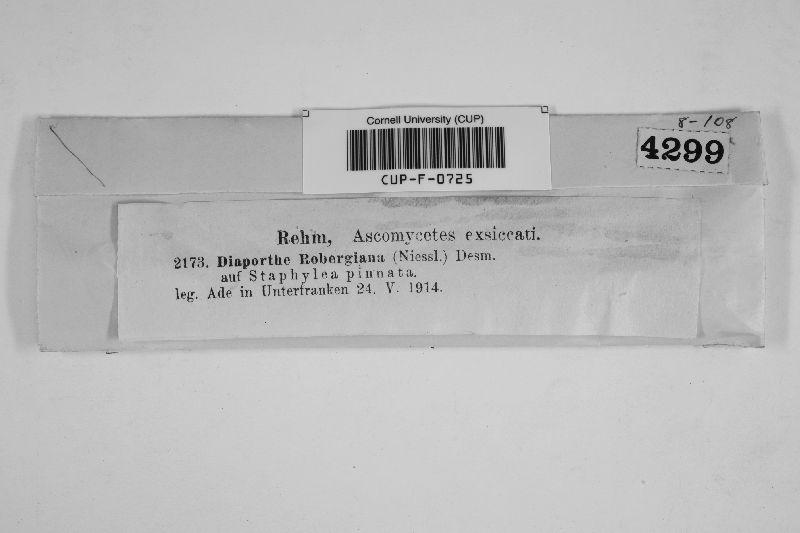 Cornell University (CUP)
CUP-F-0725
8-108
4299
Rehm, Ascomycetes exsiccati.
2173. Diaporthe Robergiana (Niessl.) Desm.
auf Staphylea pinnata.
leg. Ade in Unterfranken 24. V. 1914.